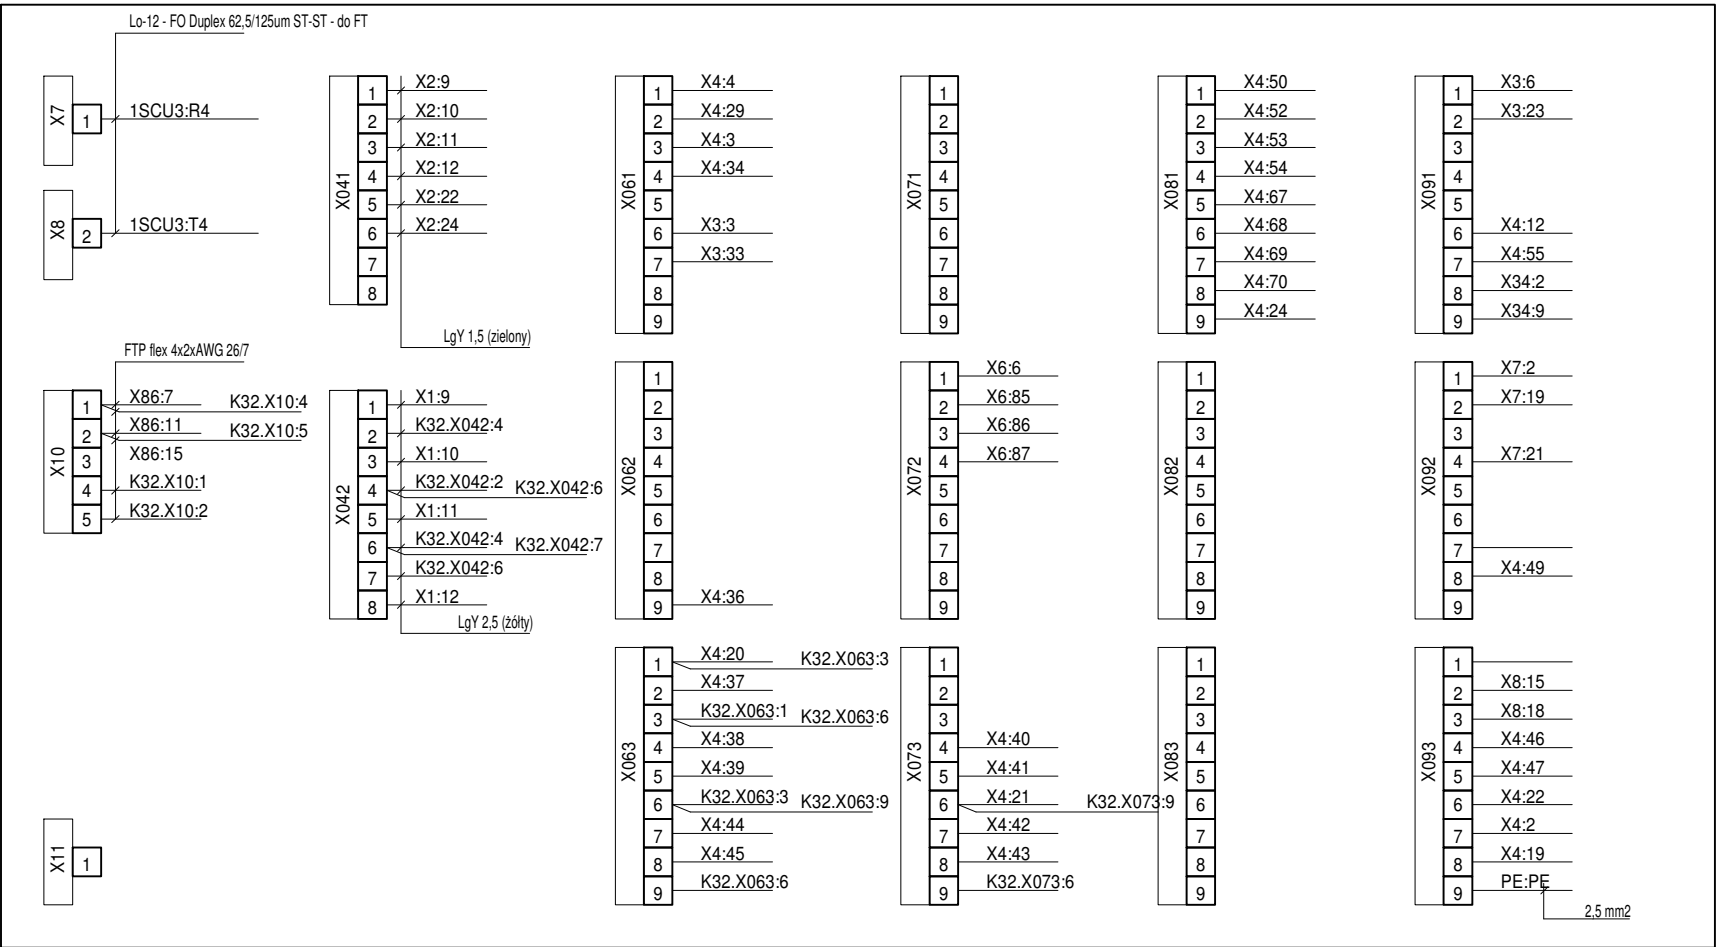 Lo-12 - FO Duplex 62,5/125um ST-ST - do FT
X7
1 1SCU3:R4
X8
2 1SCU3:T4
FTP flex 4x2xAWG 26/7
X10
1 X86:7 K32.X10:4
2 X86:11 K32.X10:5
3 X86:15
4 K32.X10:1
5 K32.X10:2
X11
1
X041
1 X2:9
2 X2:10
3 X2:11
4 X2:12
5 X2:22
6 X2:24
7
8
LgY 1,5 (zielony)
X042
1 X1:9
2 K32.X042:4
3 X1:10
4 K32.X042:2 K32.X042:6
5 X1:11
6 K32.X042:4 K32.X042:7
7 K32.X042:6
8 X1:12
LgY 2,5 (żółty)
X061
1 X4:4
2 X4:29
3 X4:3
4 X4:34
5
6 X3:3
7 X3:33
8
9
X062
1
2
3
4
5
6
7
8
9 X4:36
X063
1 X4:20 K32.X063:3
2 X4:37
3 K32.X063:1 K32.X063:6
4 X4:38
5 X4:39
6 K32.X063:3 K32.X063:9
7 X4:44
8 X4:45
9 K32.X063:6
X071
1
2
3
4
5
6
7
8
9
X072
1 X6:6
2 X6:85
3 X6:86
4 X6:87
5
6
7
8
9
X073
1
2
3
4 X4:40
5 X4:41
6 X4:21 K32.X073:9
7 X4:42
8 X4:43
9 K32.X073:6
X081
1 X4:50
2 X4:52
3 X4:53
4 X4:54
5 X4:67
6 X4:68
7 X4:69
8 X4:70
9 X4:24
X082
1
2
3
4
5
6
7
8
9
X083
1
2
3
4
5
6
7
8
9
X091
1 X3:6
2 X3:23
3
4
5
6 X4:12
7 X4:55
8 X34:2
9 X34:9
X092
1 X7:2
2 X7:19
3
4 X7:21
5
6
7
8 X4:49
9
X093
1
2 X8:15
3 X8:18
4 X4:46
5 X4:47
6 X4:22
7 X4:2
8 X4:19
9 PE:PE
2,5 mm2